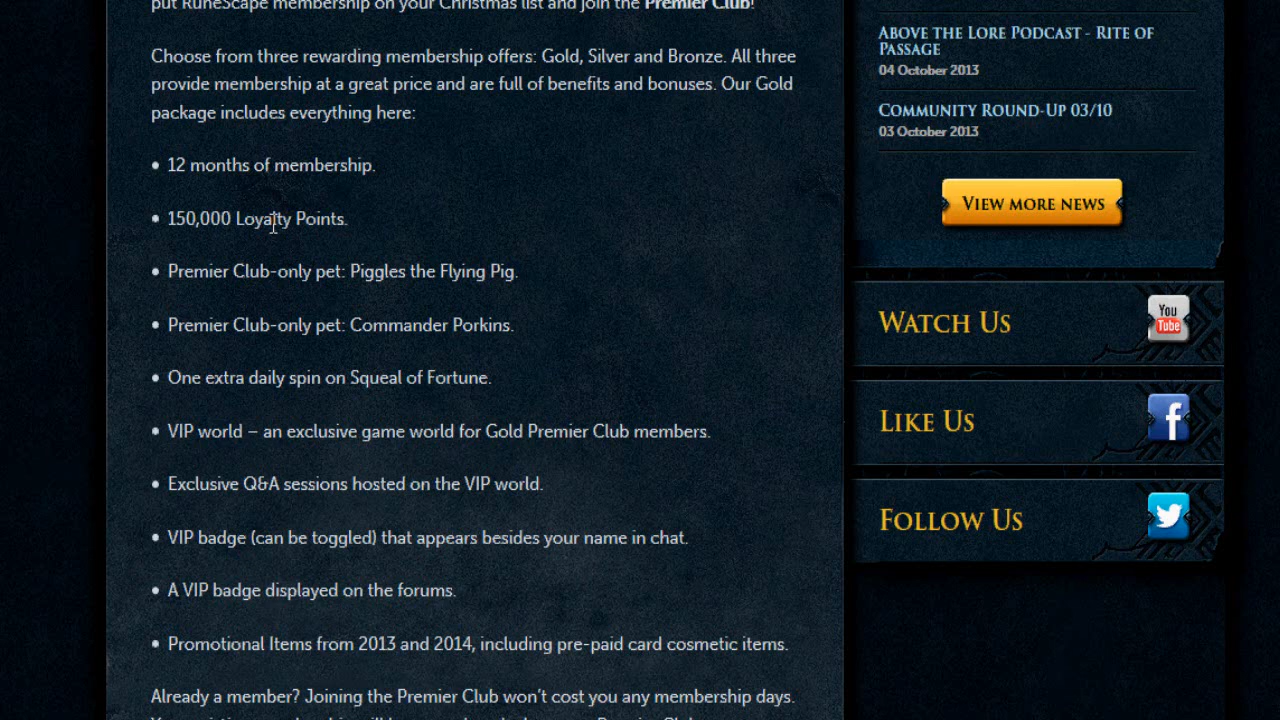 put RuneScape membership on your Christmas list and join the Premier Club!
Choose from three rewarding membership offers: Gold, Silver and Bronze. All three
provide membership at a great price and are full of benefits and bonuses. Our Gold
package includes everything here:
• 12 months of membership.
• 150,000 Loyalty Points.
• Premier Club-only pet: Piggles the Flying Pig.
• Premier Club-only pet: Commander Porkins.
• One extra daily spin on Squeal of Fortune.
• VIP world – an exclusive game world for Gold Premier Club members.
• Exclusive Q&A sessions hosted on the VIP world.
• VIP badge (can be toggled) that appears besides your name in chat.
• A VIP badge displayed on the forums.
• Promotional Items from 2013 and 2014, including pre-paid card cosmetic items.
Already a member? Joining the Premier Club won't cost you any membership days.
Above the Lore Podcast - Rite of
Passage
04 October 2013
Community Round-Up 03/10
03 October 2013
View more news
Watch Us
You
Tube
Like Us
f
Follow Us